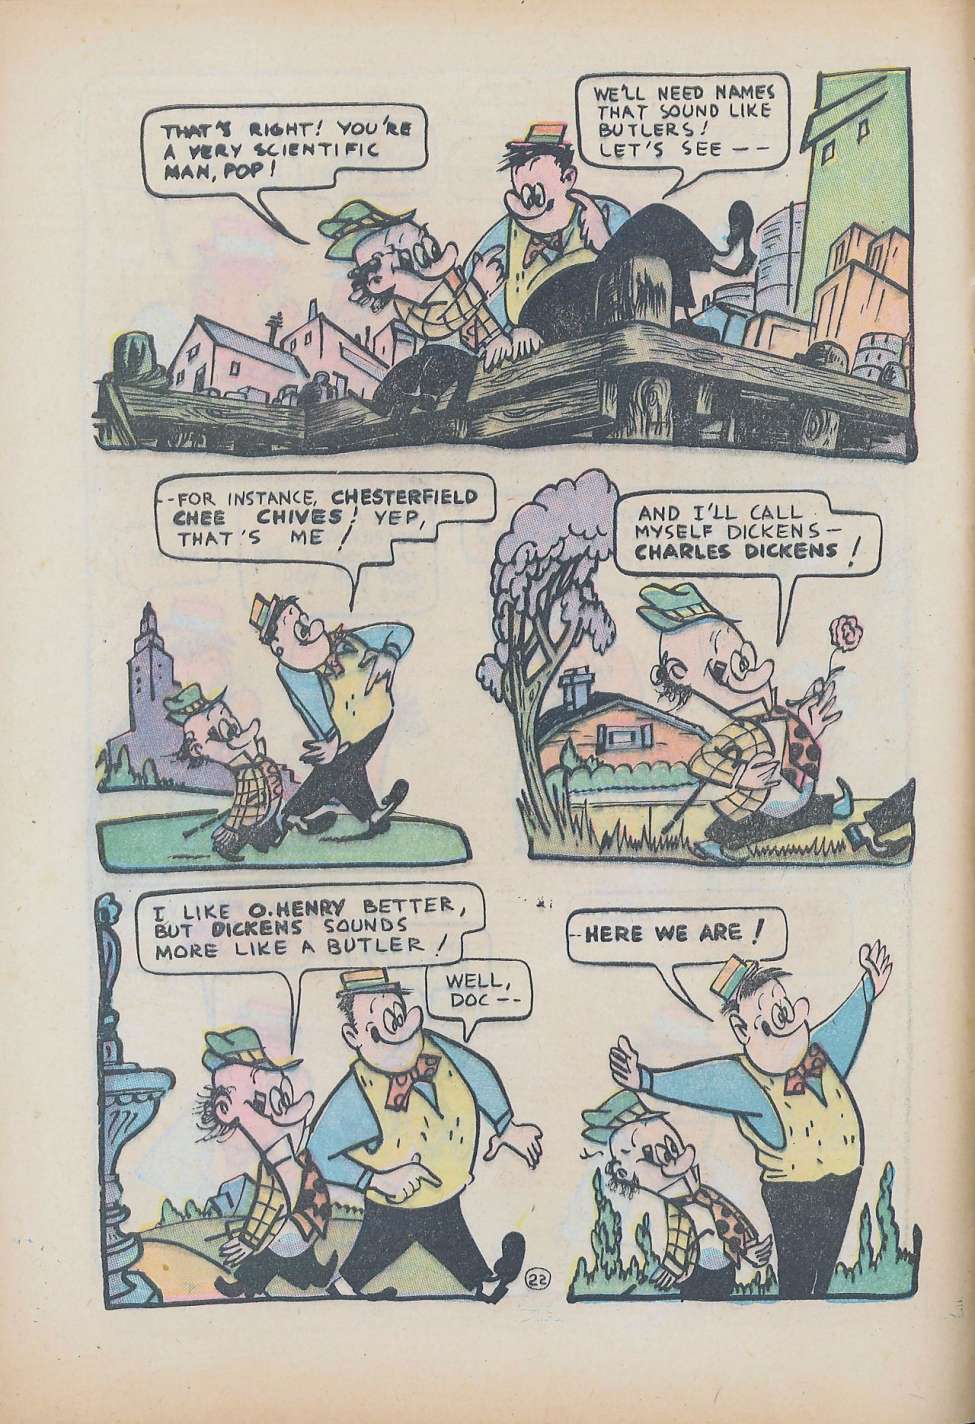 THAT'S RIGHT! YOU'RE
A VERY SCIENTIFIC
MAN, POP!
WE'LL NEED NAMES
THAT SOUND LIKE
BUTLERS!
LET'S SEE --
--FOR INSTANCE, CHESTERFIELD
CHEE CHIVES! YEP,
THAT'S ME!
AND I'LL CALL
MYSELF DICKENS--
CHARLES DICKENS!
I LIKE O.HENRY BETTER,
BUT DICKENS SOUNDS
MORE LIKE A BUTLER!
WELL,
DOC --
--HERE WE ARE!
22